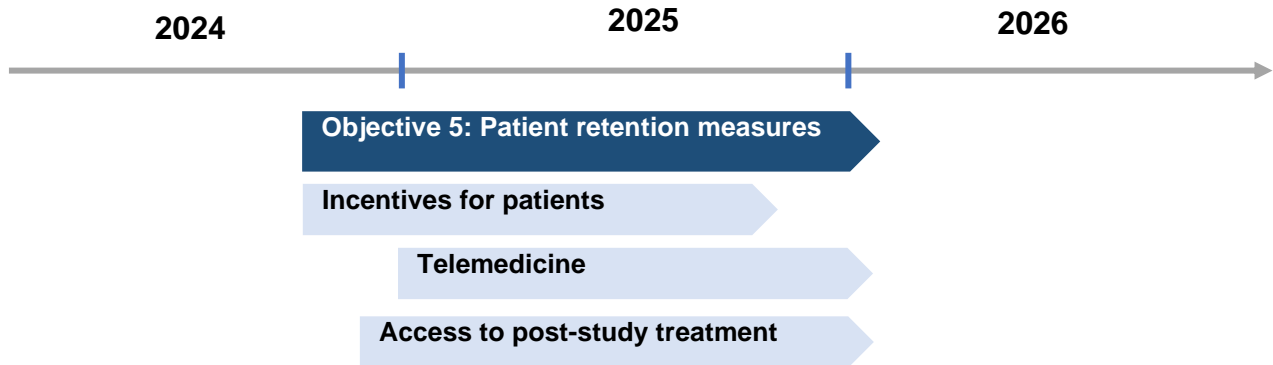 2024
2025
2026
Objective 5: Patient retention measures
Incentives for patients
Telemedicine
Access to post-study treatment